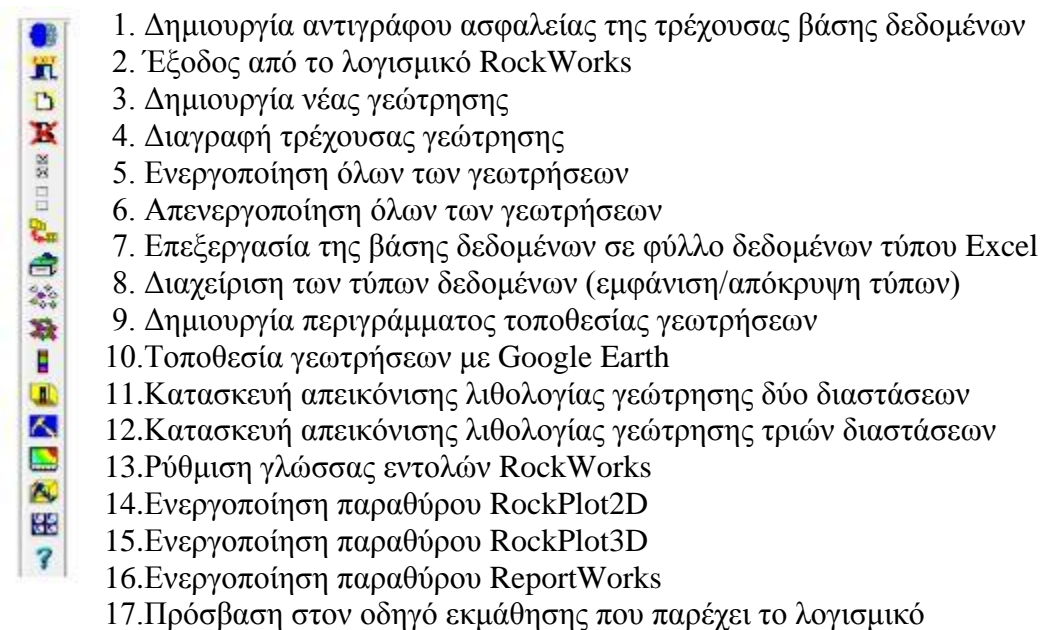 1. Δημιουργία αντιγράφου ασφαλείας της τρέχουσας βάσης δεδομένων
2. Έξοδος από το λογισμικό RockWorks
3. Δημιουργία νέας γεώτρησης
4. Διαγραφή τρέχουσας γεώτρησης
5. Ενεργοποίηση όλων των γεωτρήσεων
6. Απενεργοποίηση όλων των γεωτρήσεων
7. Επεξεργασία της βάσης δεδομένων σε φύλλο δεδομένων τύπου Excel
8. Διαχείριση των τύπων δεδομένων (εμφάνιση/απόκρυψη τύπων)
9. Δημιουργία περιγράμματος τοποθεσίας γεωτρήσεων
10.Τοποθεσία γεωτρήσεων με Google Earth
11.Κατασκευή απεικόνισης λιθολογίας γεώτρησης δύο διαστάσεων
12.Κατασκευή απεικόνισης λιθολογίας γεώτρησης τριών διαστάσεων
13.Ρύθμιση γλώσσας εντολών RockWorks
14.Ενεργοποίηση παραθύρου RockPlot2D
15.Ενεργοποίηση παραθύρου RockPlot3D
16.Ενεργοποίηση παραθύρου ReportWorks
17.Πρόσβαση στον οδηγό εκμάθησης που παρέχει το λογισμικό